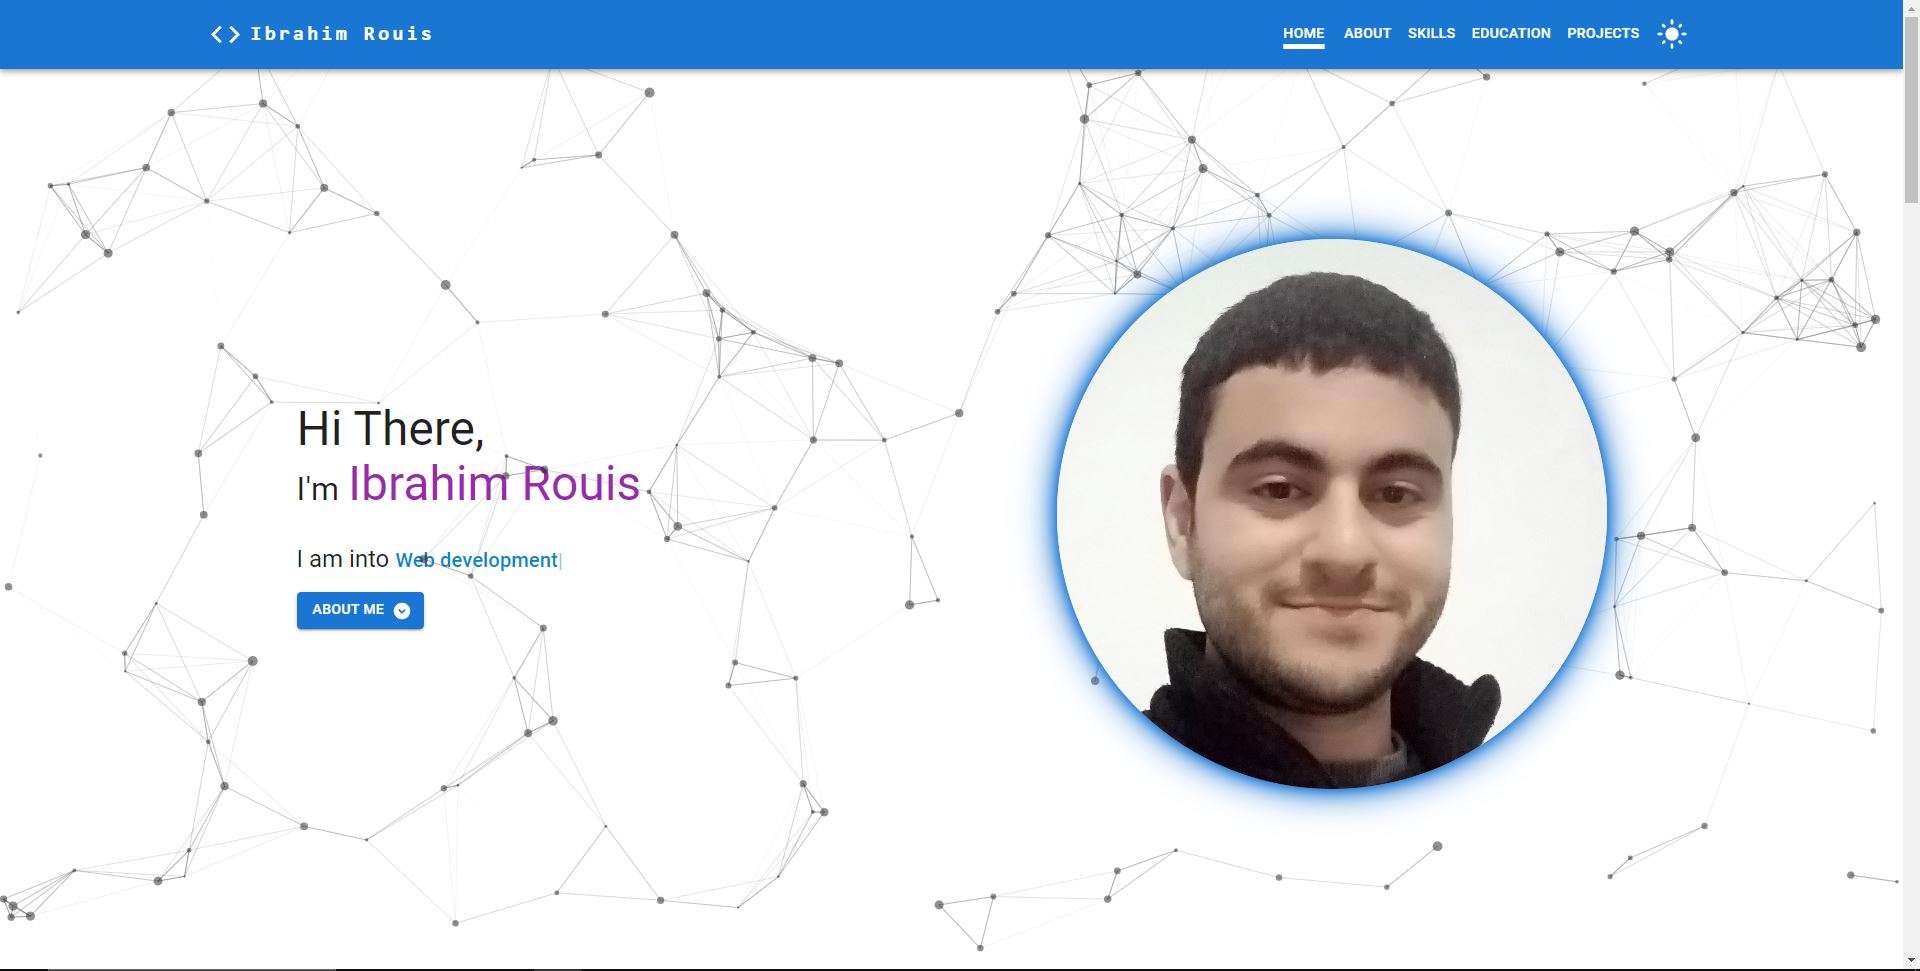 Ibrahim Rouis
HOME ABOUT SKILLS EDUCATION PROJECTS
Hi There,
I'm Ibrahim Rouis
I am into Web development|
ABOUT ME